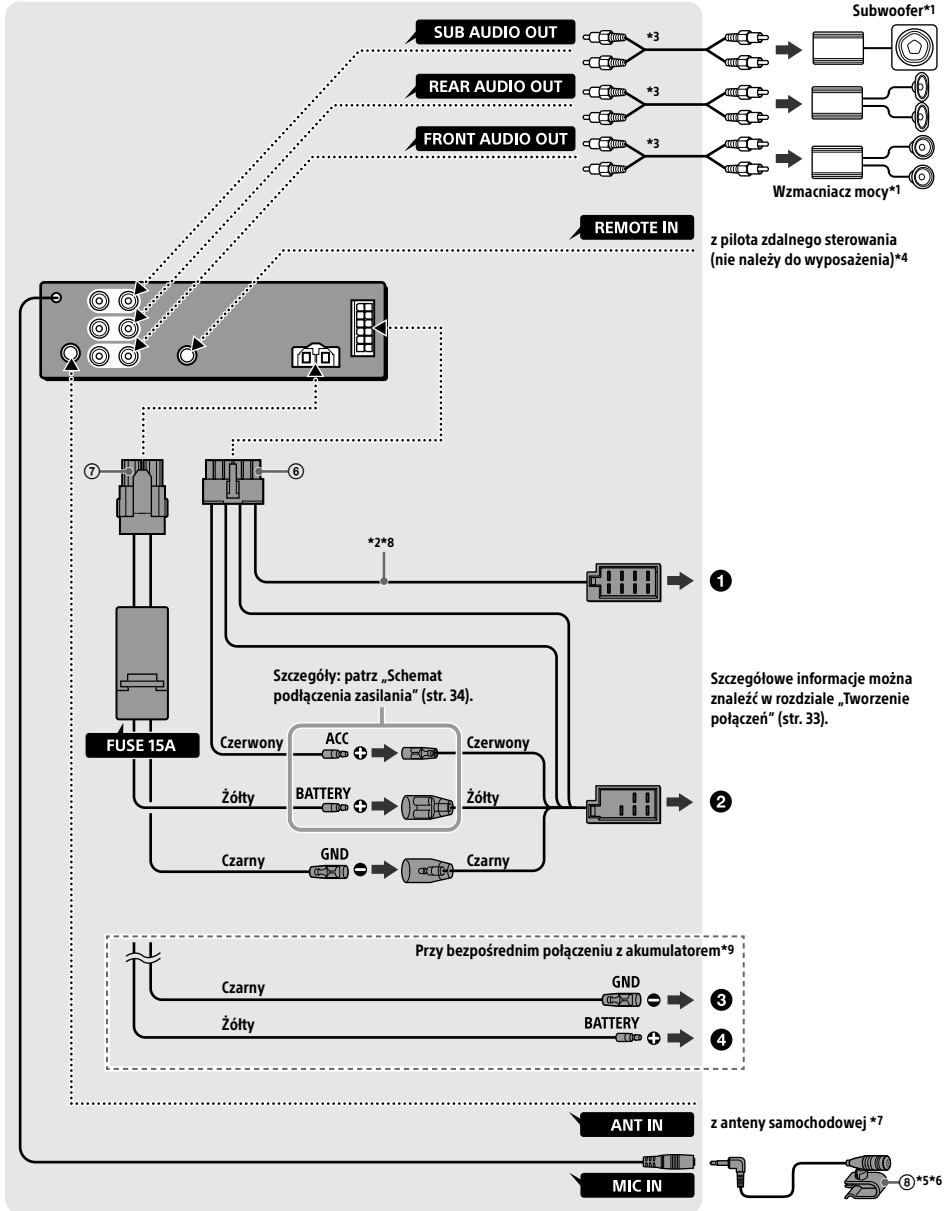 Subwoofer*1
SUB AUDIO OUT
*3
REAR AUDIO OUT
*3
FRONT AUDIO OUT
*3
Wzmacniacz mocy*1
REMOTE IN
z pilota zdalnego sterowania
(nie należy do wyposażenia)*4
⑦
⑥
*2*8
❶
Szczegóły: patrz „Schemat
podłączenia zasilania” (str. 34).
Szczegółowe informacje można
znaleźć w rozdziale „Tworzenie
połączeń” (str. 33).
FUSE 15A
Czerwony
ACC
Czerwony
Żółty
BATTERY
Żółty
❷
Czarny
GND
Czarny
Przy bezpośrednim połączeniu z akumulatorem*9
Czarny
GND
❸
Żółty
BATTERY
❹
ANT IN
z anteny samochodowej *7
MIC IN
⑧*5*6